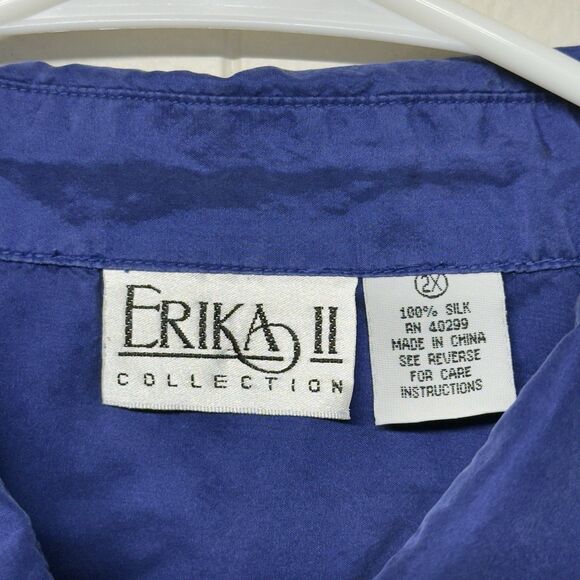 ERIKA II
COLLECTION
2X
100% SILK
RN 40299
MADE IN CHINA
SEE REVERSE
FOR CARE
INSTRUCTIONS